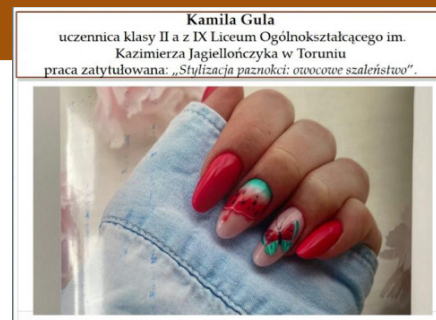 Kamila Gula
uczennica klasy II a z IX Liceum Ogólnokształcącego im.
Kazimierza Jagiellończyka w Toruniu
praca zatytułowana: „Stylizacja paznokci: owocowe szaleństwo”.